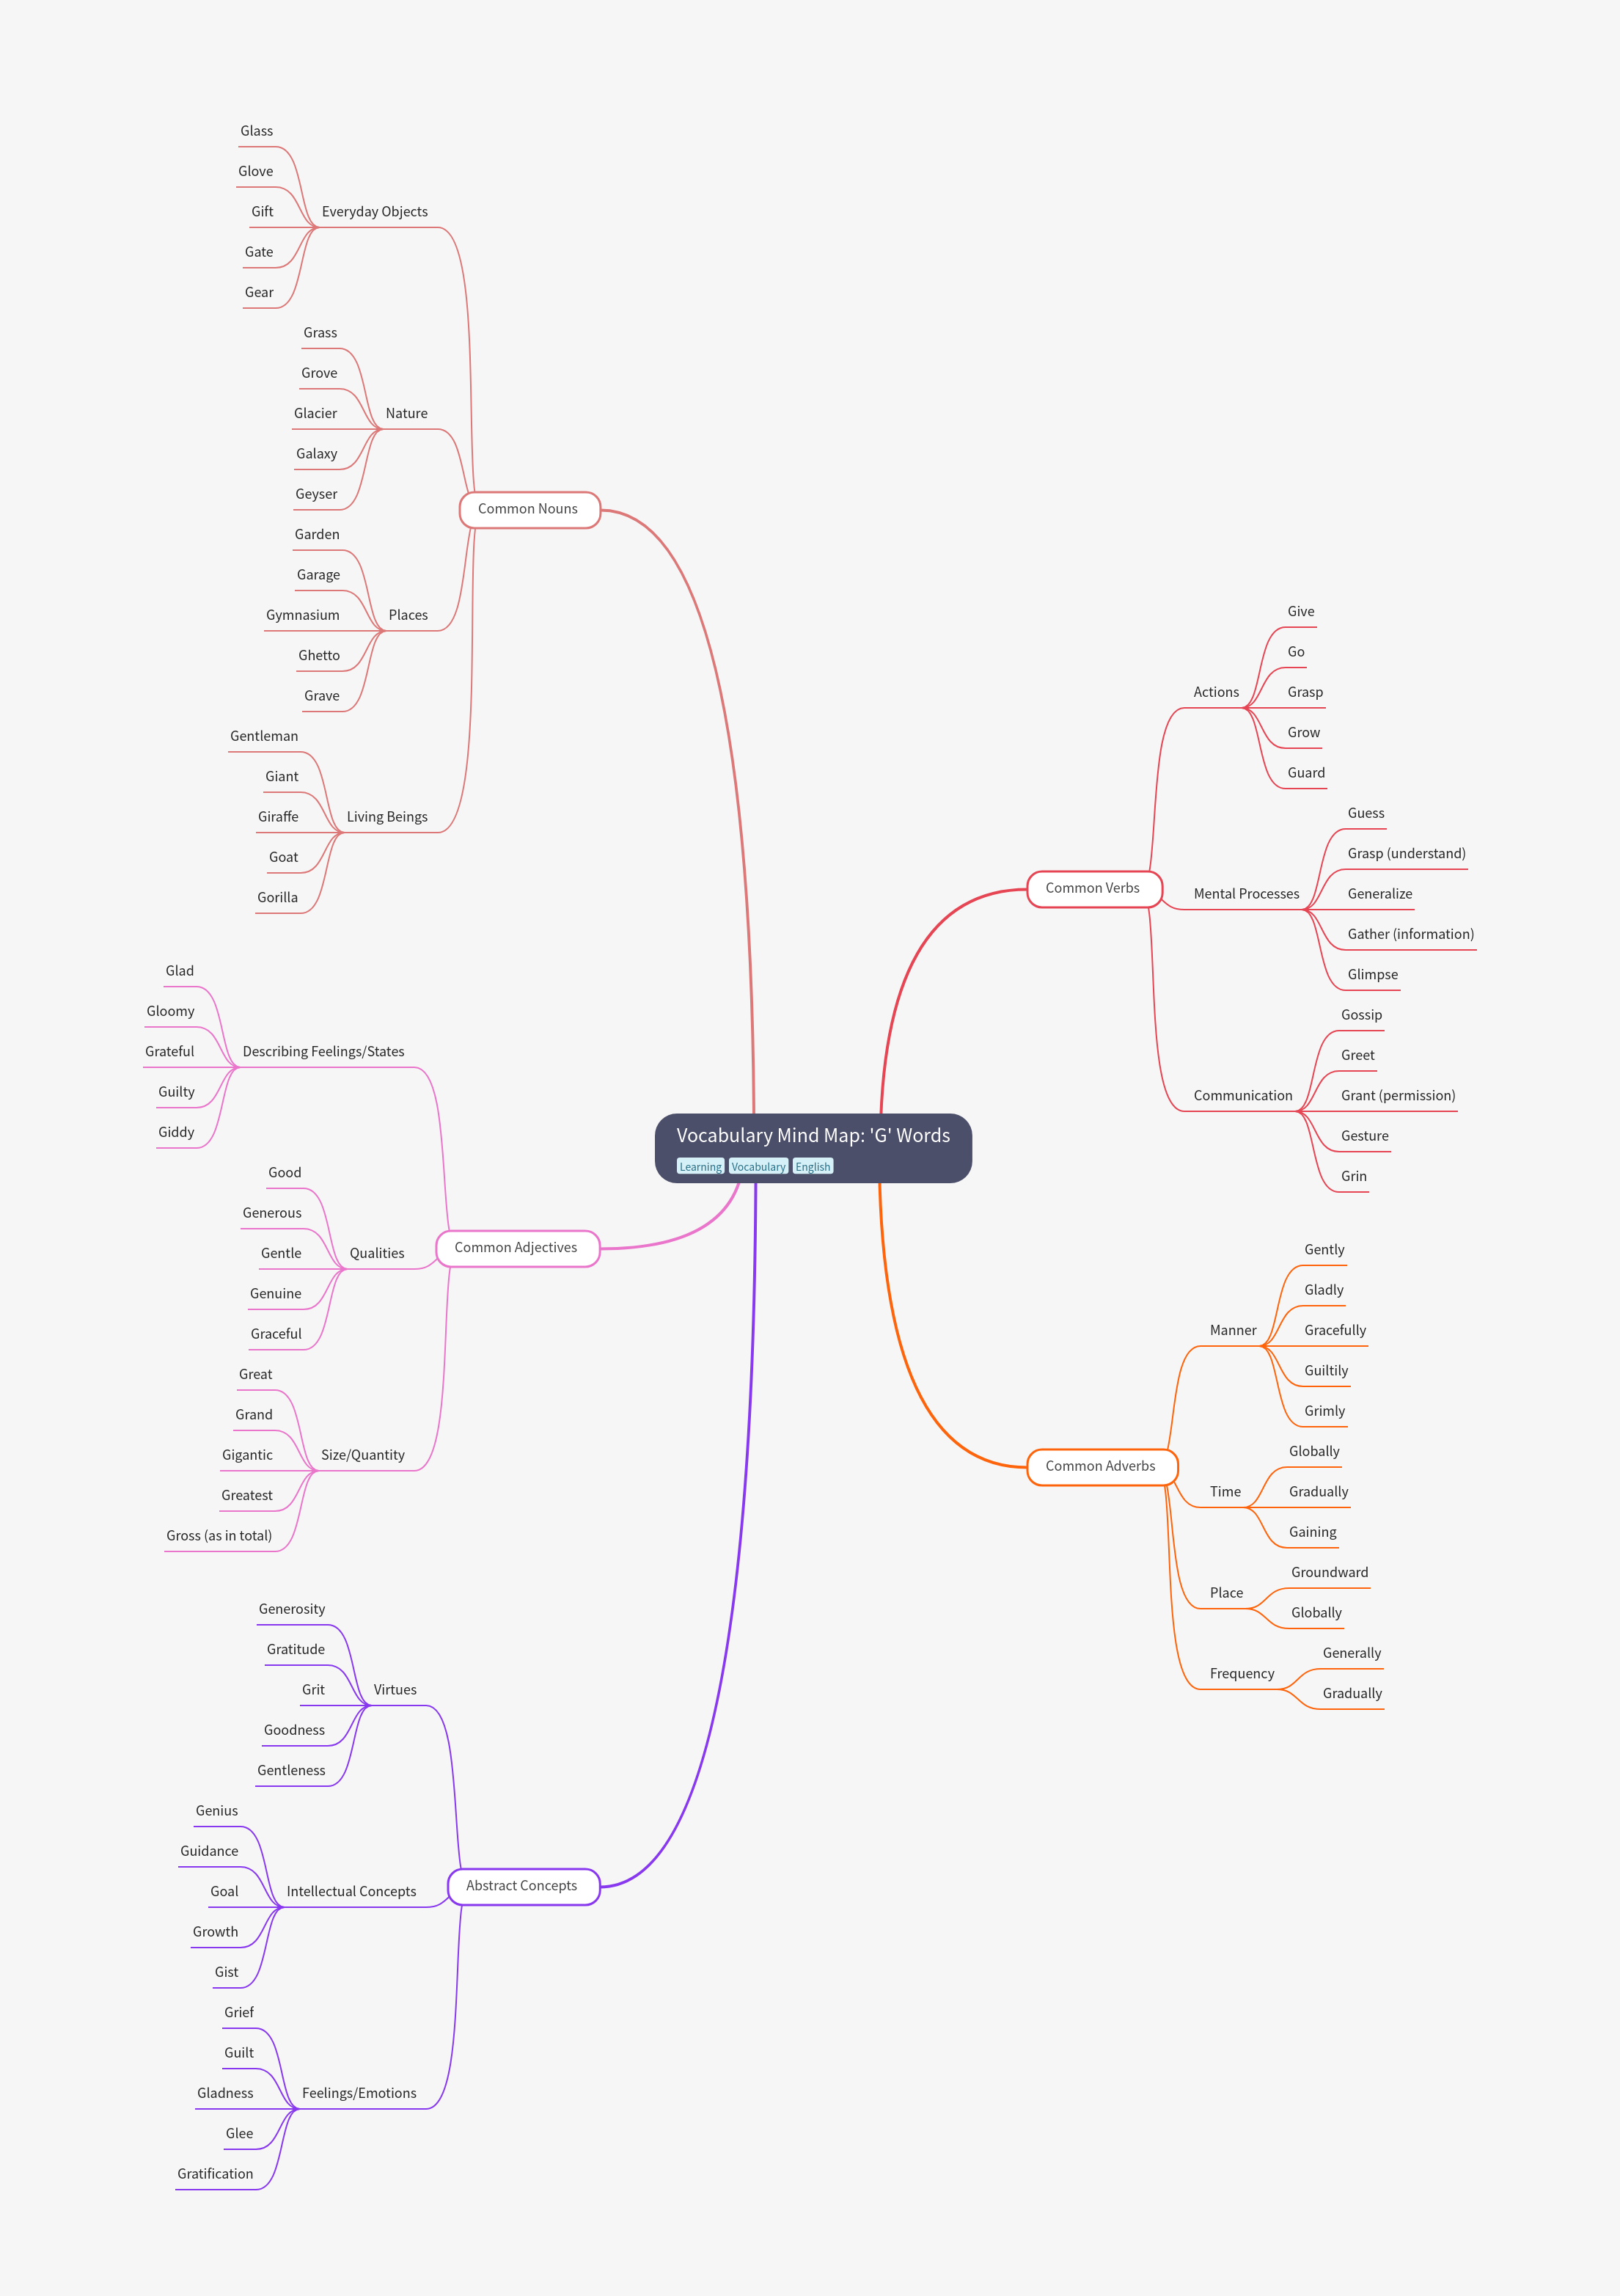 Vocabulary Mind Map: 'G' Words
Learning Vocabulary English
Common Nouns
Everyday Objects
Glass
Glove
Gift
Gate
Gear
Nature
Grass
Grove
Glacier
Galaxy
Geyser
Places
Garden
Garage
Gymnasium
Ghetto
Grave
Living Beings
Gentleman
Giant
Giraffe
Goat
Gorilla
Common Adjectives
Describing Feelings/States
Glad
Gloomy
Grateful
Guilty
Giddy
Qualities
Good
Generous
Gentle
Genuine
Graceful
Size/Quantity
Great
Grand
Gigantic
Greatest
Gross (as in total)
Abstract Concepts
Virtues
Generosity
Gratitude
Grit
Goodness
Gentleness
Intellectual Concepts
Genius
Guidance
Goal
Growth
Gist
Feelings/Emotions
Grief
Guilt
Gladness
Glee
Gratification
Common Verbs
Actions
Give
Go
Grasp
Grow
Guard
Mental Processes
Guess
Grasp (understand)
Generalize
Gather (information)
Glimpse
Communication
Gossip
Greet
Grant (permission)
Gesture
Grin
Common Adverbs
Manner
Gently
Gladly
Gracefully
Guiltily
Grimly
Time
Globally
Gradually
Gaining
Place
Groundward
Globally
Frequency
Generally
Gradually